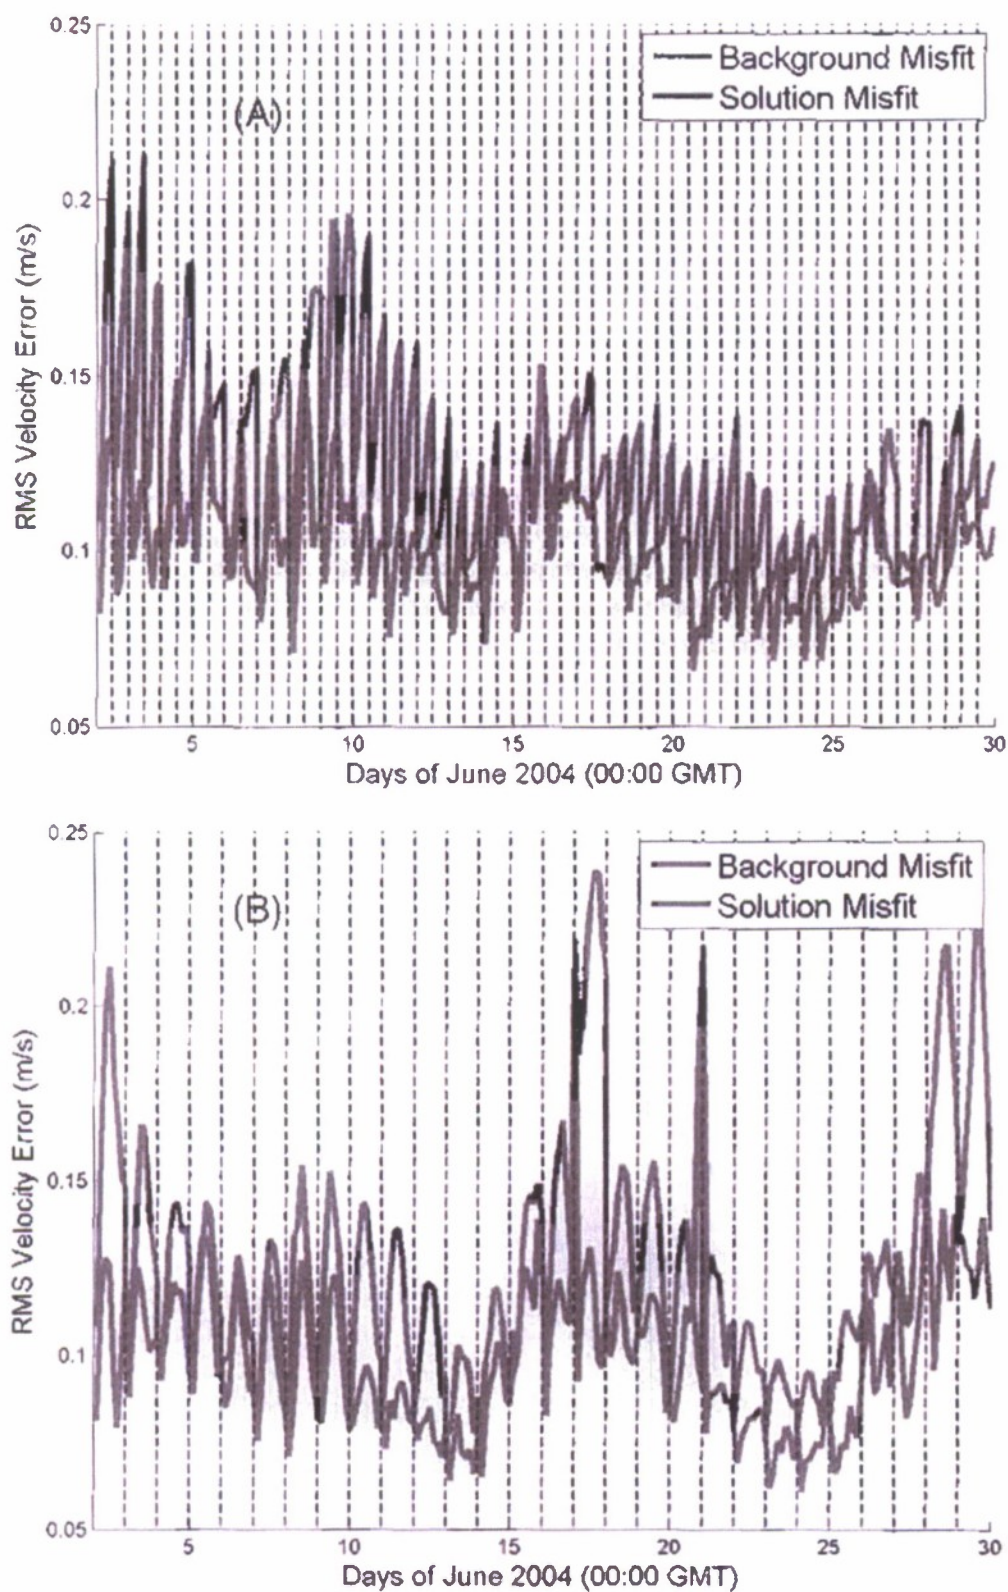 0.25
0.2
0.15
0.1
0.05
RMS Velocity Error (m/s)
(A)
Background Misfit
Solution Misfit
5 10 15 20 25 30
Days of June 2004 (00:00 GMT)
0.25
0.2
0.15
0.1
0.05
RMS Velocity Error (m/s)
(B)
Background Misfit
Solution Misfit
5 10 15 20 25 30
Days of June 2004 (00:00 GMT)